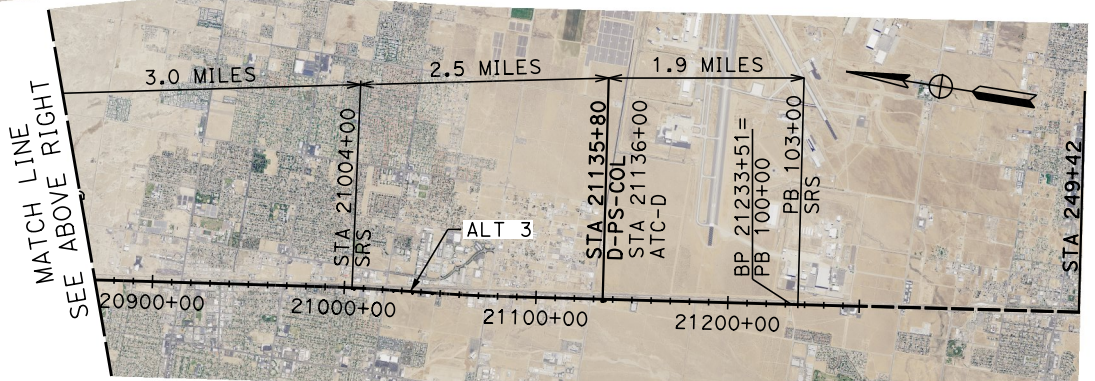 MATCH LINE
SEE ABOVE RIGHT
3.0 MILES
2.5 MILES
1.9 MILES
STA 21004+00
SRS
ALT 3
STA 21135+80
D-PS-COL
STA 21136+00
ATC-D
BP 21233+51=
PB 100+00
PB 103+00
SRS
STA 249+42
20900+00
21000+00
21100+00
21200+00